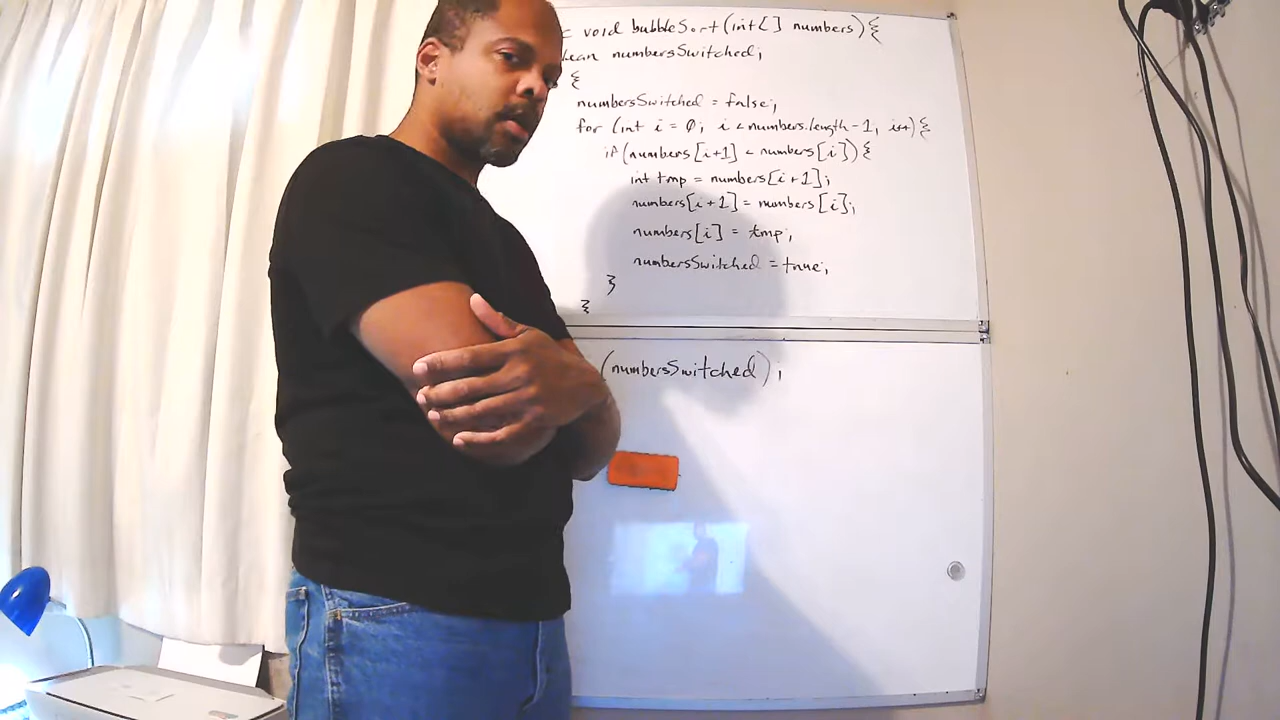 void bubbleSort(int[] numbers){
numbersSwitched;
{
numbersSwitched = false;
for (int i = 0; i < numbers.length-1; i++){
if(numbers[i+1] < numbers[i]){
int tmp = numbers[i+1];
numbers[i+1] = numbers[i];
numbers[i] = tmp;
numbersSwitched = true;
}
}
(numbersSwitched);